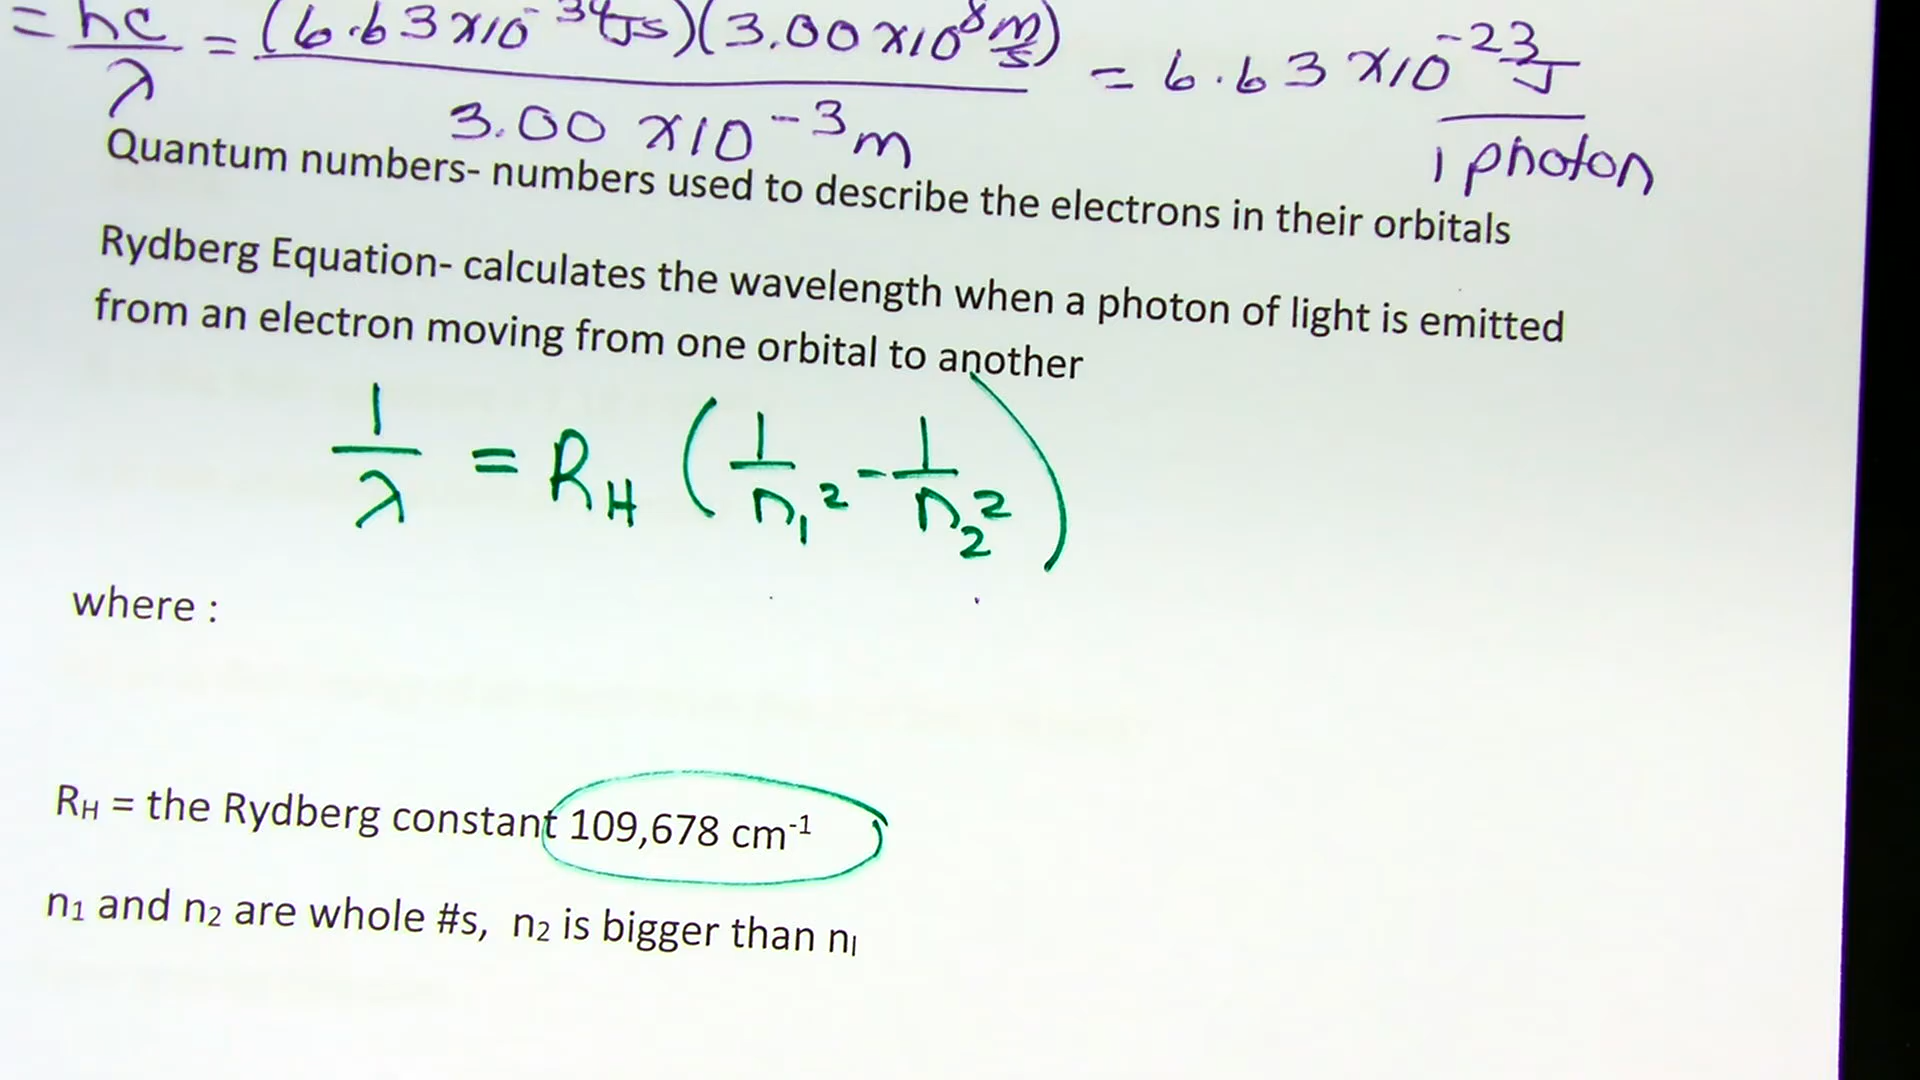 = hc/λ = (6.63 x10^-34 Js)(3.00 x10^8 m/s) / 3.00 x10^-3 m = 6.63 x10^-23 J / 1 photon
Quantum numbers- numbers used to describe the electrons in their orbitals
Rydberg Equation- calculates the wavelength when a photon of light is emitted
from an electron moving from one orbital to another
1/λ = R_H (1/n₁² - 1/n₂²)
where :
R_H = the Rydberg constant 109,678 cm⁻¹
n₁ and n₂ are whole #s, n₂ is bigger than n_l